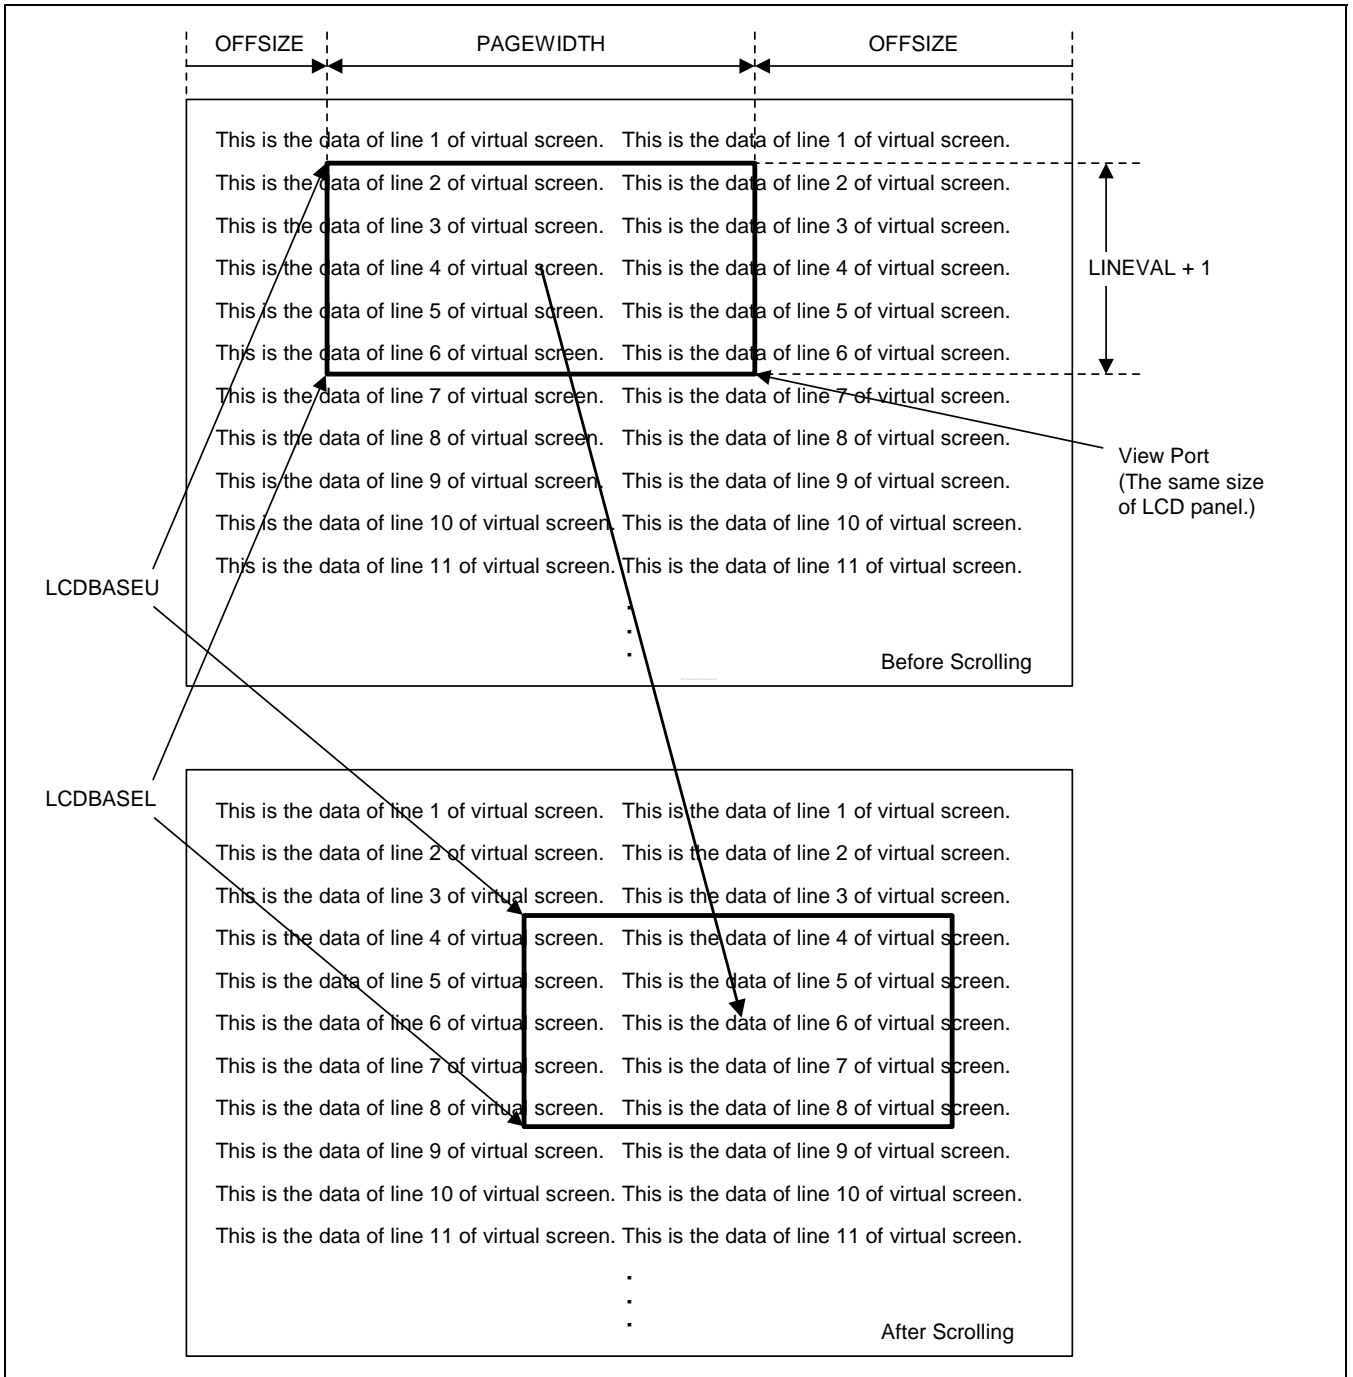 OFFSIZE PAGEWIDTH OFFSIZE
This is the data of line 1 of virtual screen. This is the data of line 1 of virtual screen.
This is the data of line 2 of virtual screen. This is the data of line 2 of virtual screen.
This is the data of line 3 of virtual screen. This is the data of line 3 of virtual screen.
This is the data of line 4 of virtual screen. This is the data of line 4 of virtual screen.
LINEVAL + 1
This is the data of line 5 of virtual screen. This is the data of line 5 of virtual screen.
This is the data of line 6 of virtual screen. This is the data of line 6 of virtual screen.
This is the data of line 7 of virtual screen. This is the data of line 7 of virtual screen.
This is the data of line 8 of virtual screen. This is the data of line 8 of virtual screen.
View Port
(The same size
of LCD panel.)
This is the data of line 9 of virtual screen. This is the data of line 9 of virtual screen.
This is the data of line 10 of virtual screen. This is the data of line 10 of virtual screen.
This is the data of line 11 of virtual screen. This is the data of line 11 of virtual screen.
LCDBASEU
Before Scrolling
LCDBASEL
This is the data of line 1 of virtual screen. This is the data of line 1 of virtual screen.
This is the data of line 2 of virtual screen. This is the data of line 2 of virtual screen.
This is the data of line 3 of virtual screen. This is the data of line 3 of virtual screen.
This is the data of line 4 of virtual screen. This is the data of line 4 of virtual screen.
This is the data of line 5 of virtual screen. This is the data of line 5 of virtual screen.
This is the data of line 6 of virtual screen. This is the data of line 6 of virtual screen.
This is the data of line 7 of virtual screen. This is the data of line 7 of virtual screen.
This is the data of line 8 of virtual screen. This is the data of line 8 of virtual screen.
This is the data of line 9 of virtual screen. This is the data of line 9 of virtual screen.
This is the data of line 10 of virtual screen. This is the data of line 10 of virtual screen.
This is the data of line 11 of virtual screen. This is the data of line 11 of virtual screen.
After Scrolling